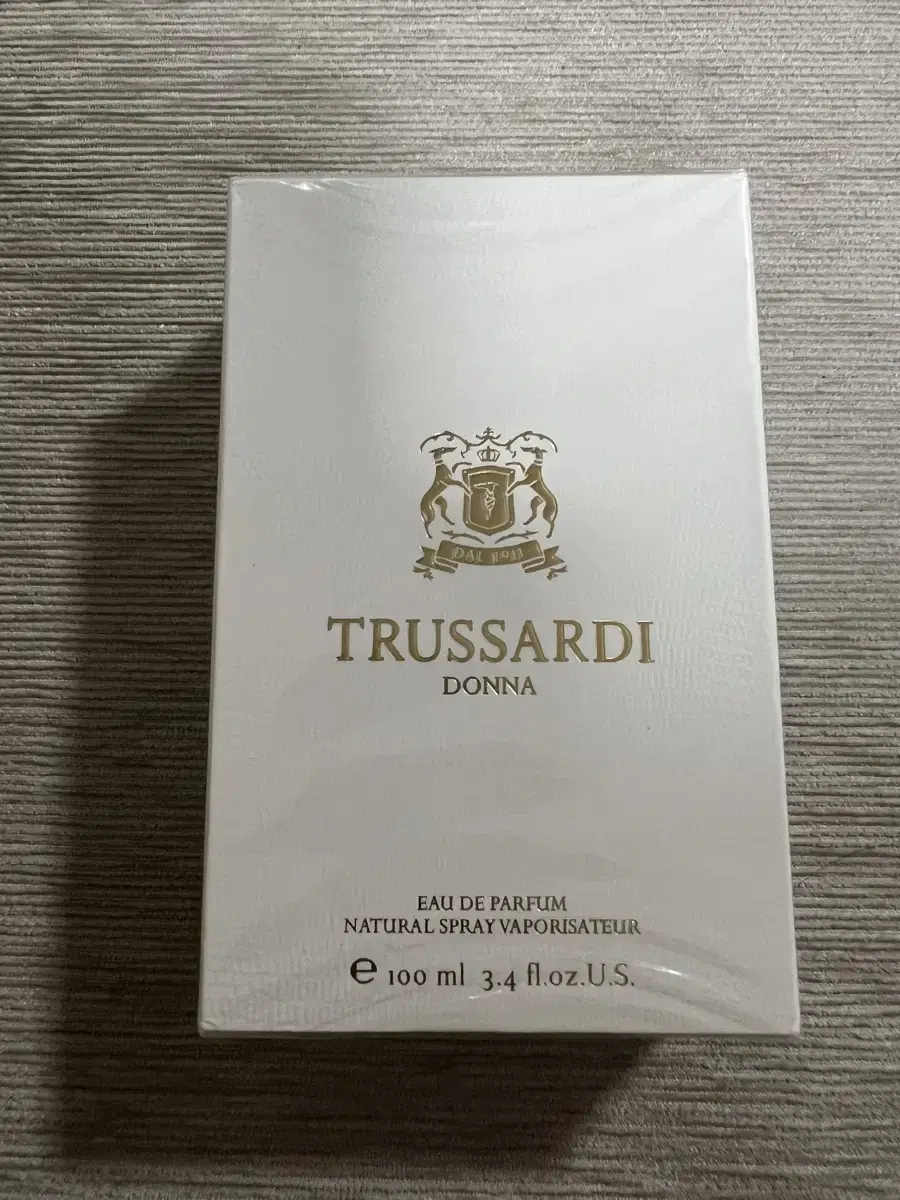 DAL 1911
TRUSSARDI
DONNA
EAU DE PARFUM
NATURAL SPRAY VAPORISATEUR
e 100 ml 3.4 fl.oz.U.S.